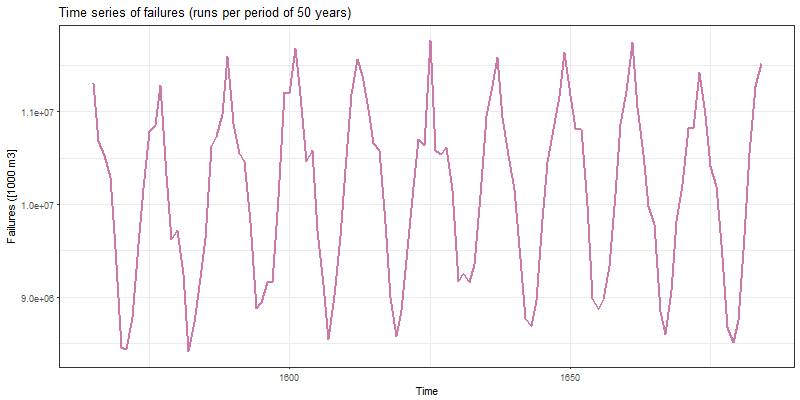 Time series of failures (runs per period of 50 years)
Failures ([1000 m3]
1.1e+07
1.0e+07
9.0e+06
1600
1650
Time